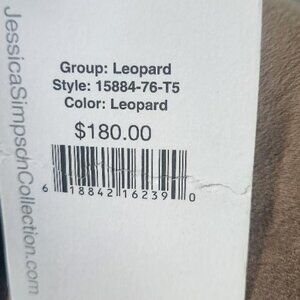 JessicaSimpsonCollection.com
Group: Leopard
Style: 15884-76-T5
Color: Leopard
$180.00
6 18842 16239 0